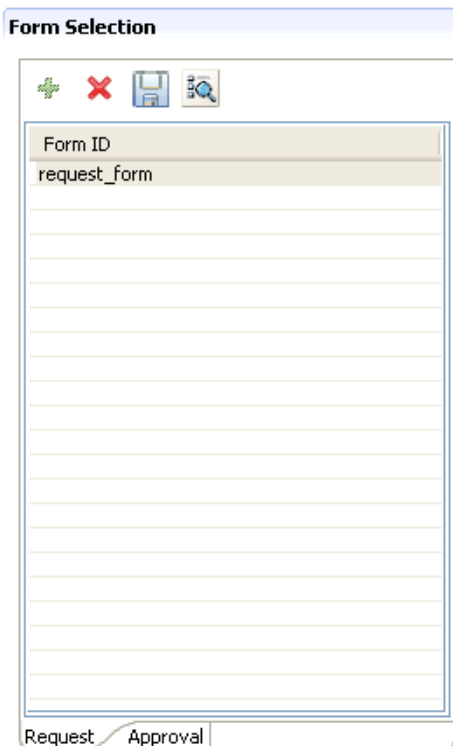 Form Selection
Form ID
request_form
Request Approval